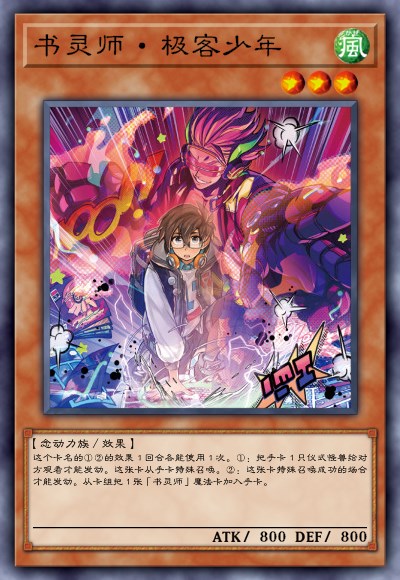 书灵师·极客少年
風
【念动力族／效果】
这个卡名的①②的效果1回合各能使用1次。①：把手卡1只仪式怪兽给对
方观看才能发动。这张卡从手卡特殊召唤。②：这张卡特殊召唤成功的场合
才能发动。从卡组把1张「书灵师」魔法卡加入手卡。
ATK/ 800 DEF/ 800